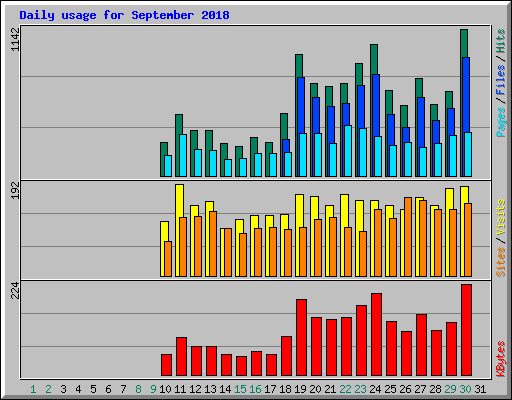 Daily usage for September 2018
1142
192
224
Pages / Files / Hits
Sites / Visits
KBytes
1 2 3 4 5 6 7 8 9 10 11 12 13 14 15 16 17 18 19 20 21 22 23 24 25 26 27 28 29 30 31